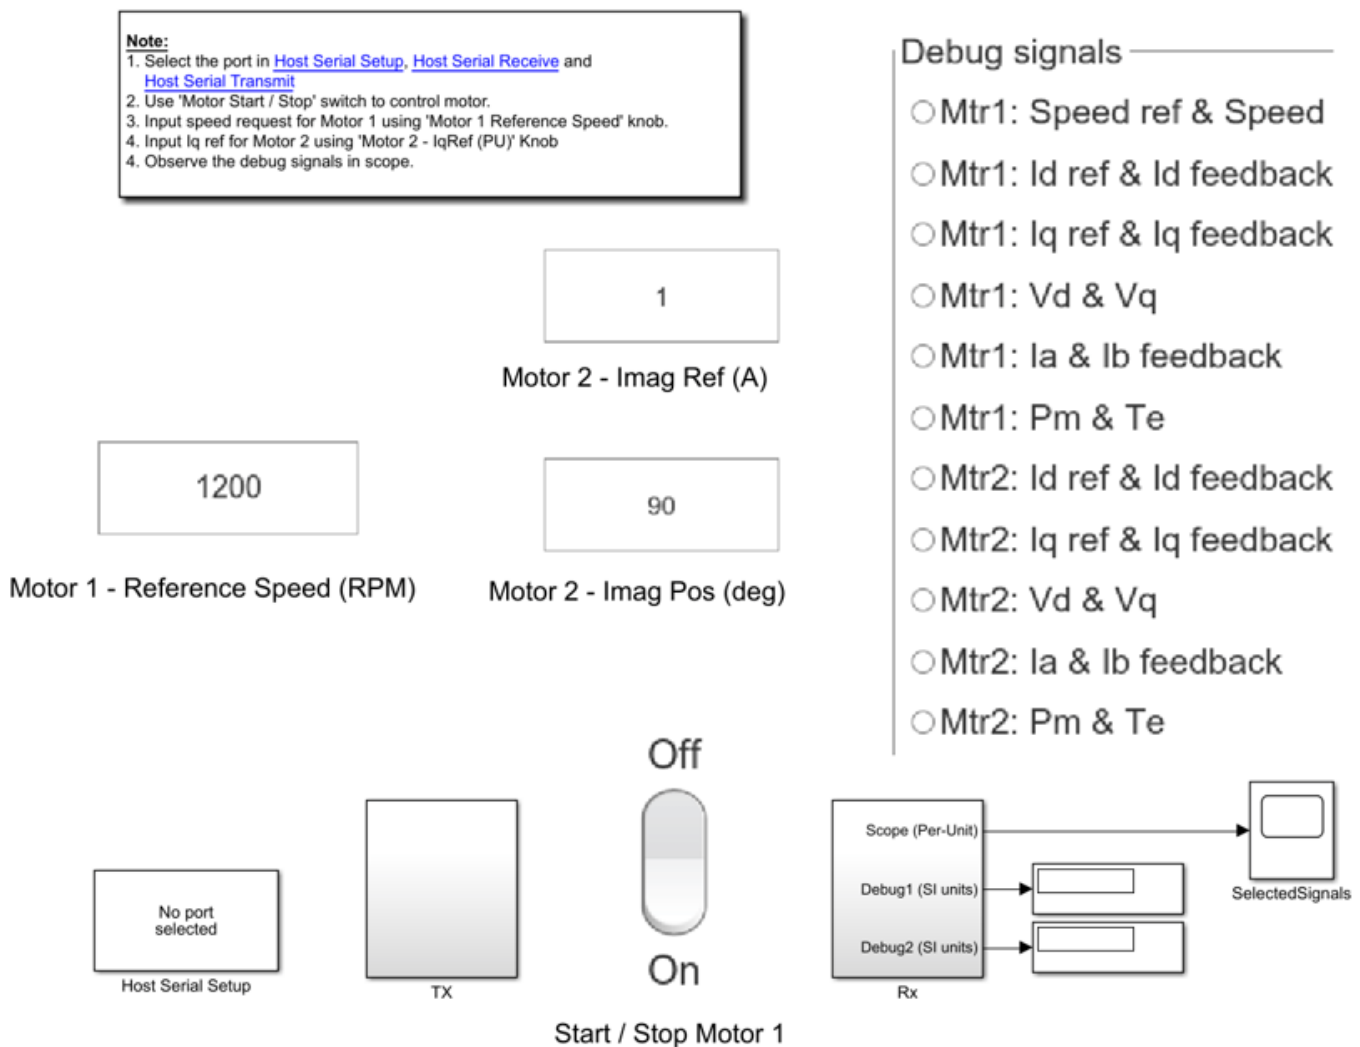 Note:
1. Select the port in Host Serial Setup, Host Serial Receive and
Host Serial Transmit
2. Use 'Motor Start / Stop' switch to control motor.
3. Input speed request for Motor 1 using 'Motor 1 Reference Speed' knob.
4. Input Iq ref for Motor 2 using 'Motor 2 - IqRef (PU)' Knob
4. Observe the debug signals in scope.
1
Motor 2 - Imag Ref (A)
1200
Motor 1 - Reference Speed (RPM)
90
Motor 2 - Imag Pos (deg)
Debug signals
Mtr1: Speed ref & Speed
Mtr1: Id ref & Id feedback
Mtr1: Iq ref & Iq feedback
Mtr1: Vd & Vq
Mtr1: Ia & Ib feedback
Mtr1: Pm & Te
Mtr2: Id ref & Id feedback
Mtr2: Iq ref & Iq feedback
Mtr2: Vd & Vq
Mtr2: Ia & Ib feedback
Mtr2: Pm & Te
No port
selected
Host Serial Setup
TX
Off
On
Start / Stop Motor 1
Scope (Per-Unit)
Debug1 (SI units)
Debug2 (SI units)
Rx
SelectedSignals